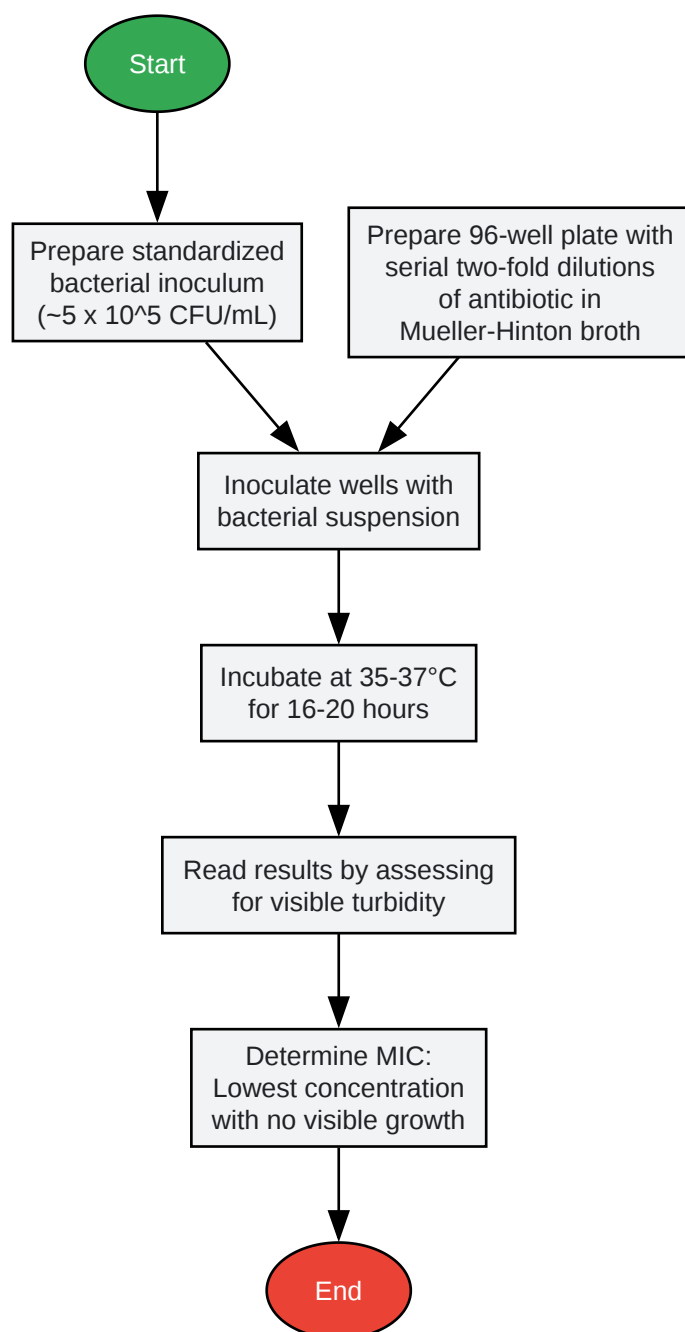 Start
Prepare standardized
bacterial inoculum
(~5 x 10^5 CFU/mL)
Prepare 96-well plate with
serial two-fold dilutions
of antibiotic in
Mueller-Hinton broth
Inoculate wells with
bacterial suspension
Incubate at 35-37°C
for 16-20 hours
Read results by assessing
for visible turbidity
Determine MIC:
Lowest concentration
with no visible growth
End